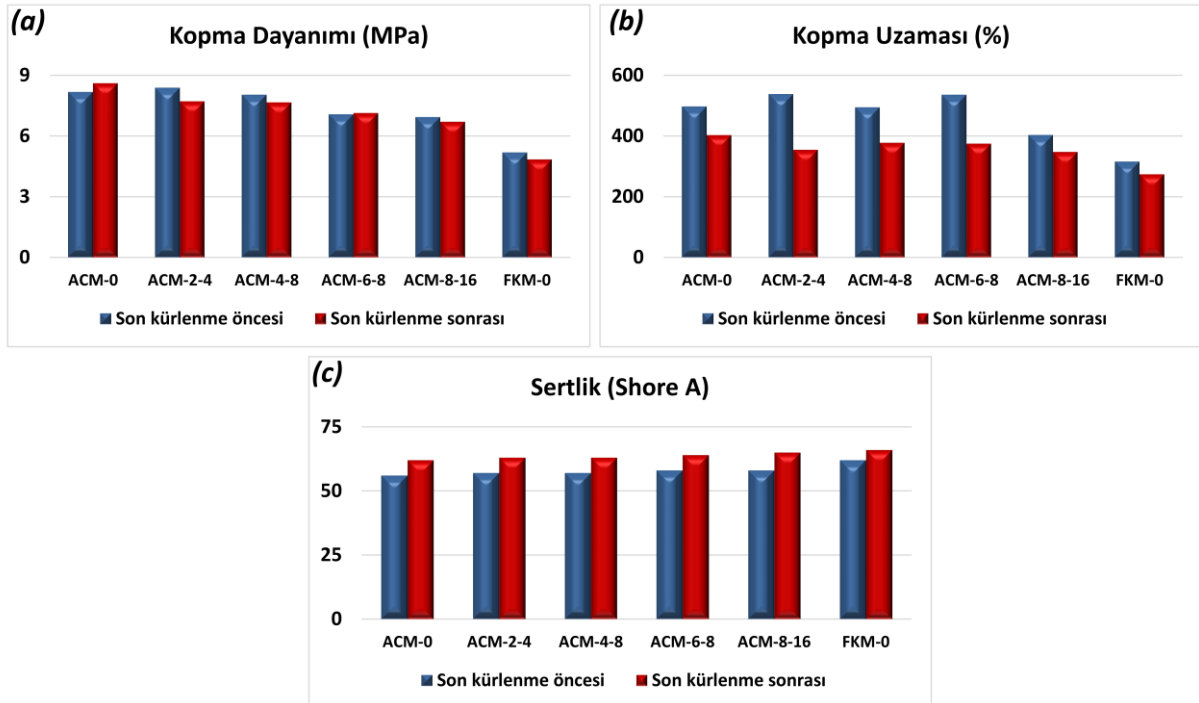 (a)
Kopma Dayanımı (MPa)
9
6
3
0
ACM-0 ACM-2-4 ACM-4-8 ACM-6-8 ACM-8-16 FKM-0
Son kürlenme öncesi Son kürlenme sonrası
(b)
Kopma Uzaması (%)
600
400
200
0
ACM-0 ACM-2-4 ACM-4-8 ACM-6-8 ACM-8-16 FKM-0
Son kürlenme öncesi Son kürlenme sonrası
(c)
Sertlik (Shore A)
75
50
25
0
ACM-0 ACM-2-4 ACM-4-8 ACM-6-8 ACM-8-16 FKM-0
Son kürlenme öncesi Son kürlenme sonrası